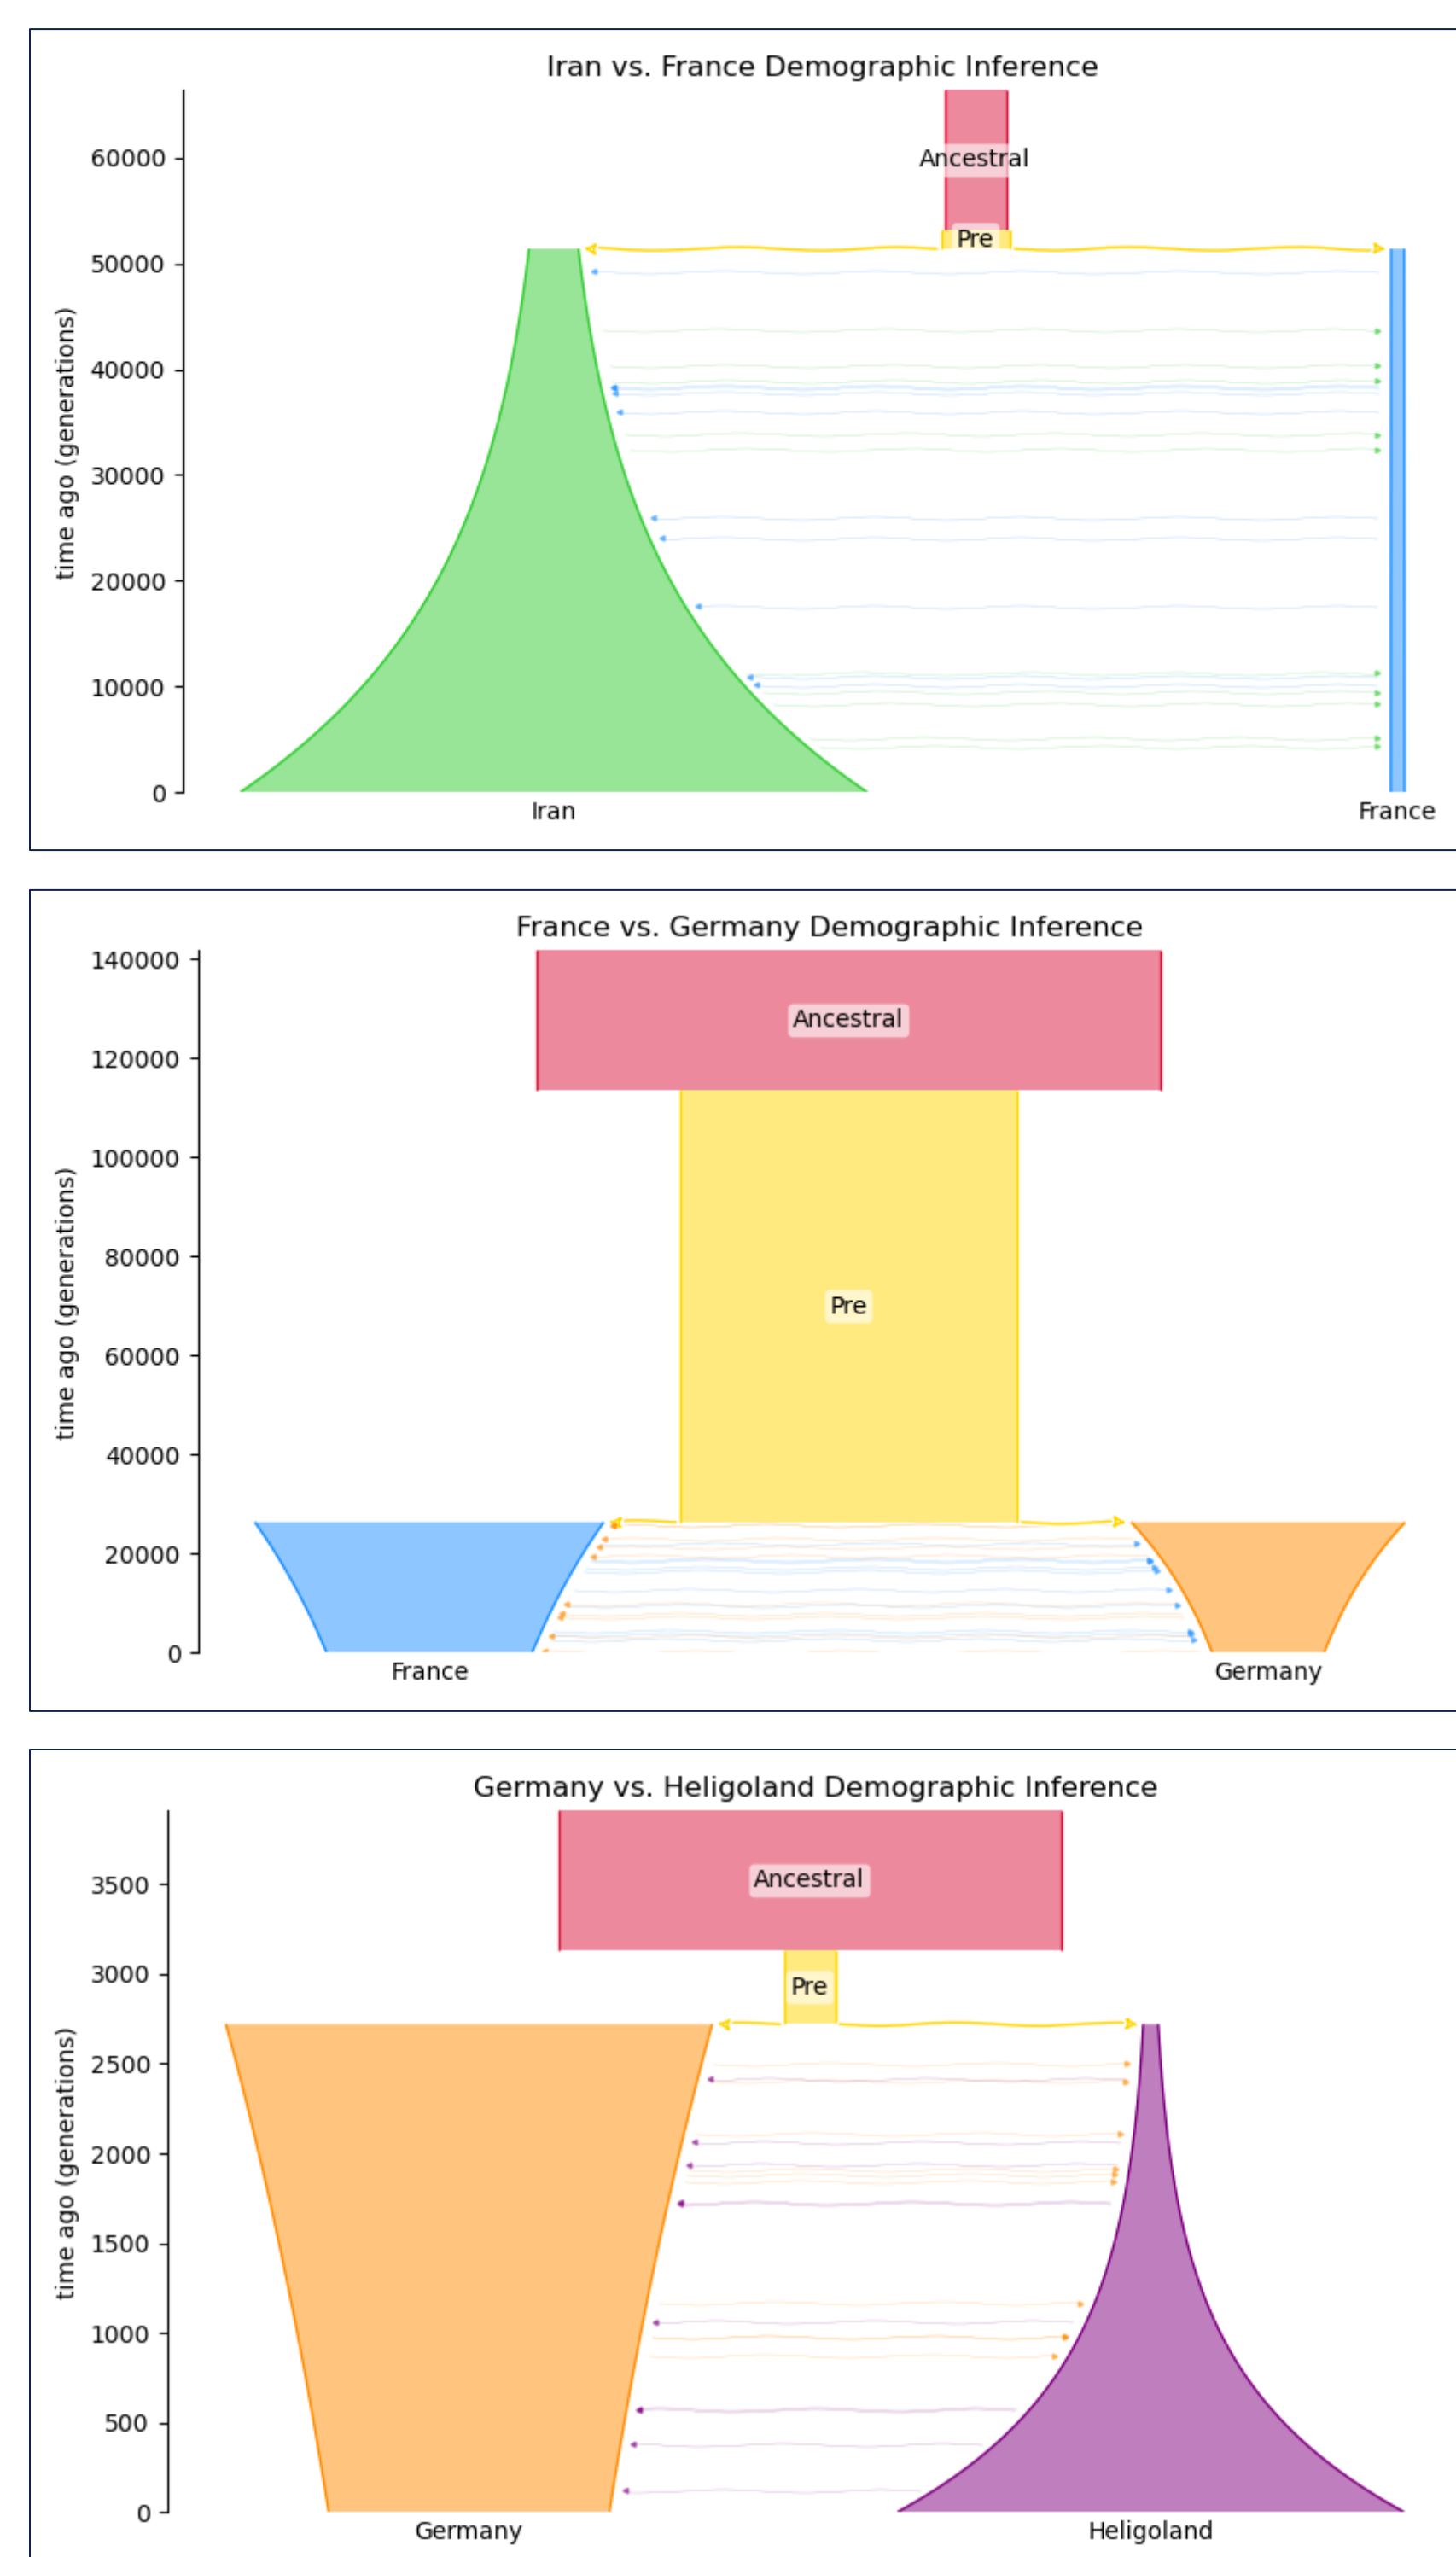 Iran vs. France Demographic Inference
time ago (generations)
60000
50000
40000
30000
20000
10000
0
Ancestral
Pre
Iran
France
France vs. Germany Demographic Inference
time ago (generations)
140000
120000
100000
80000
60000
40000
20000
0
Ancestral
Pre
France
Germany
Germany vs. Heligoland Demographic Inference
time ago (generations)
3500
3000
2500
2000
1500
1000
500
0
Ancestral
Pre
Germany
Heligoland